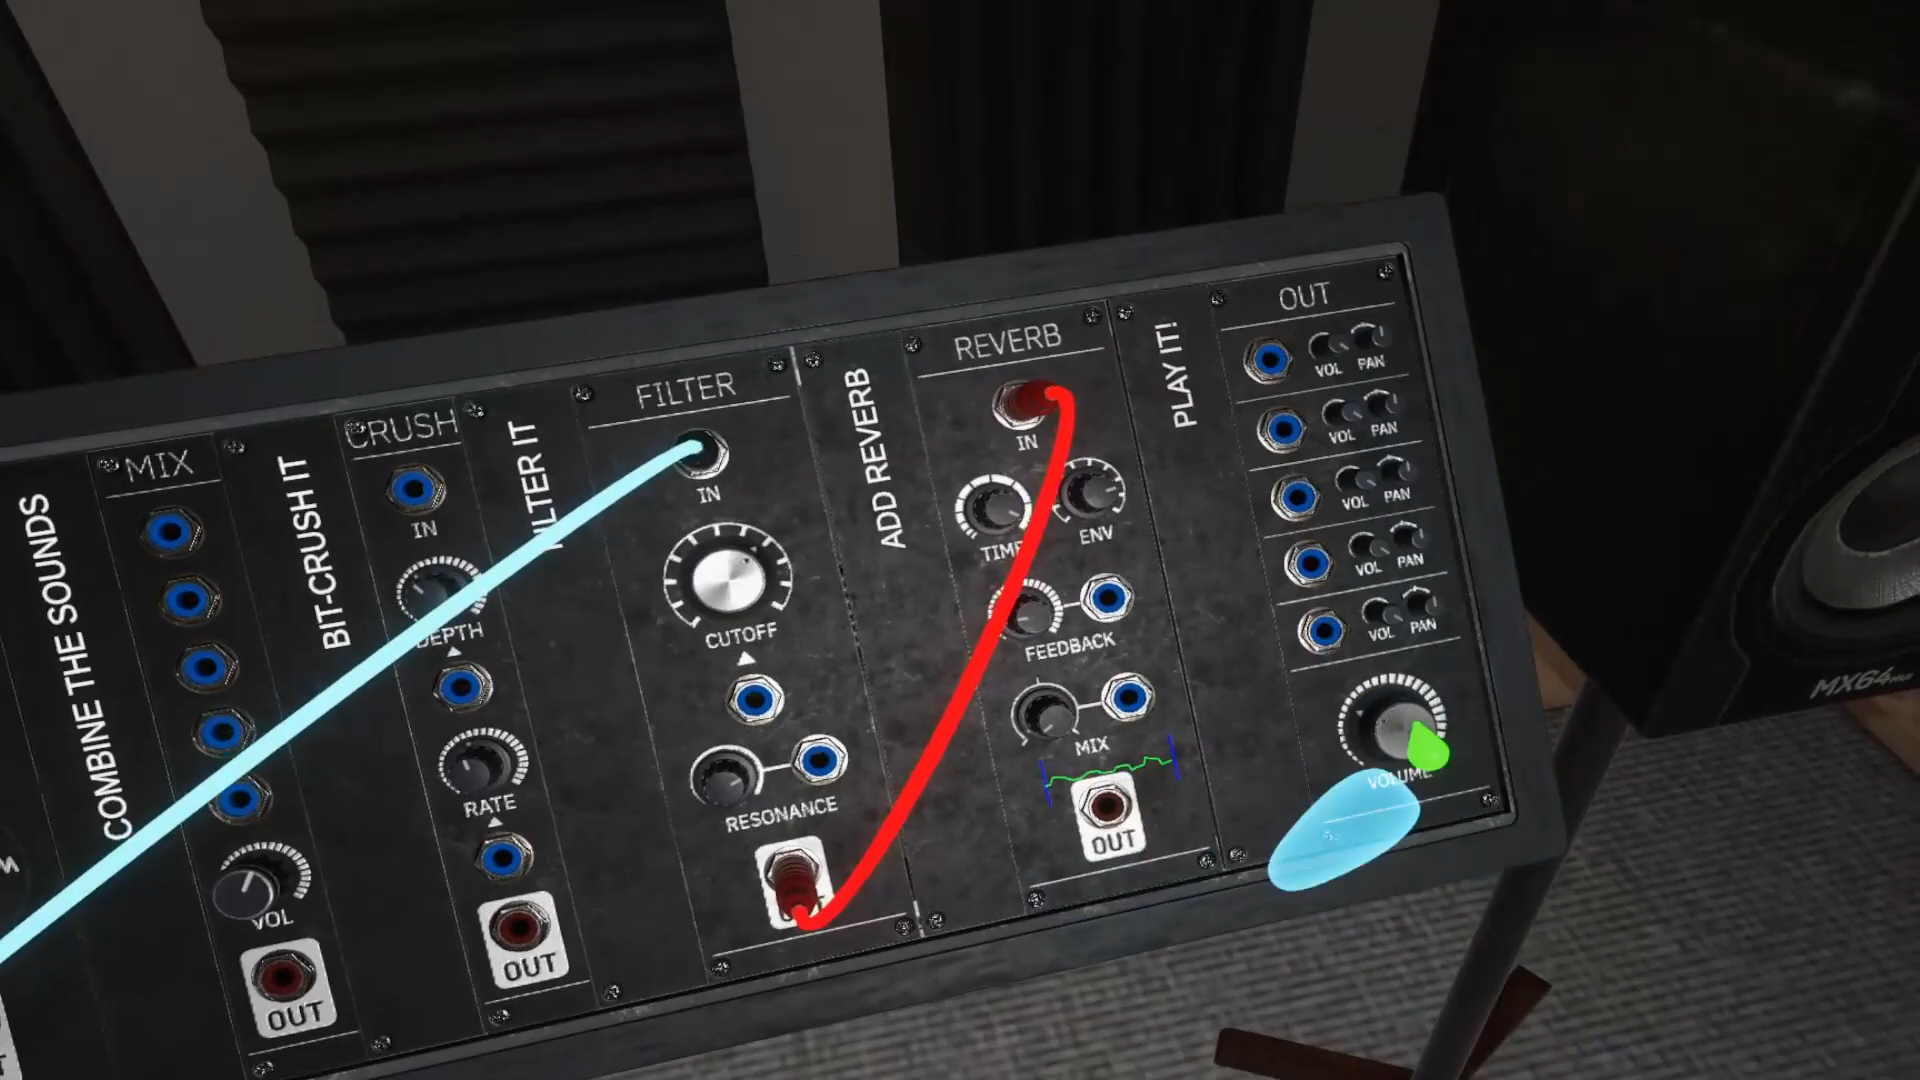 COMBINE THE SOUNDS
MIX
VOL
OUT
BIT-CRUSH IT
CRUSH
IN
DEPTH
RATE
OUT
FILTER IT
FILTER
IN
CUTOFF
RESONANCE
ADD REVERB
REVERB
IN
TIME
ENV
FEEDBACK
MIX
OUT
PLAY IT!
OUT
VOL PAN
VOL PAN
VOL PAN
VOL PAN
VOL PAN
VOLUME